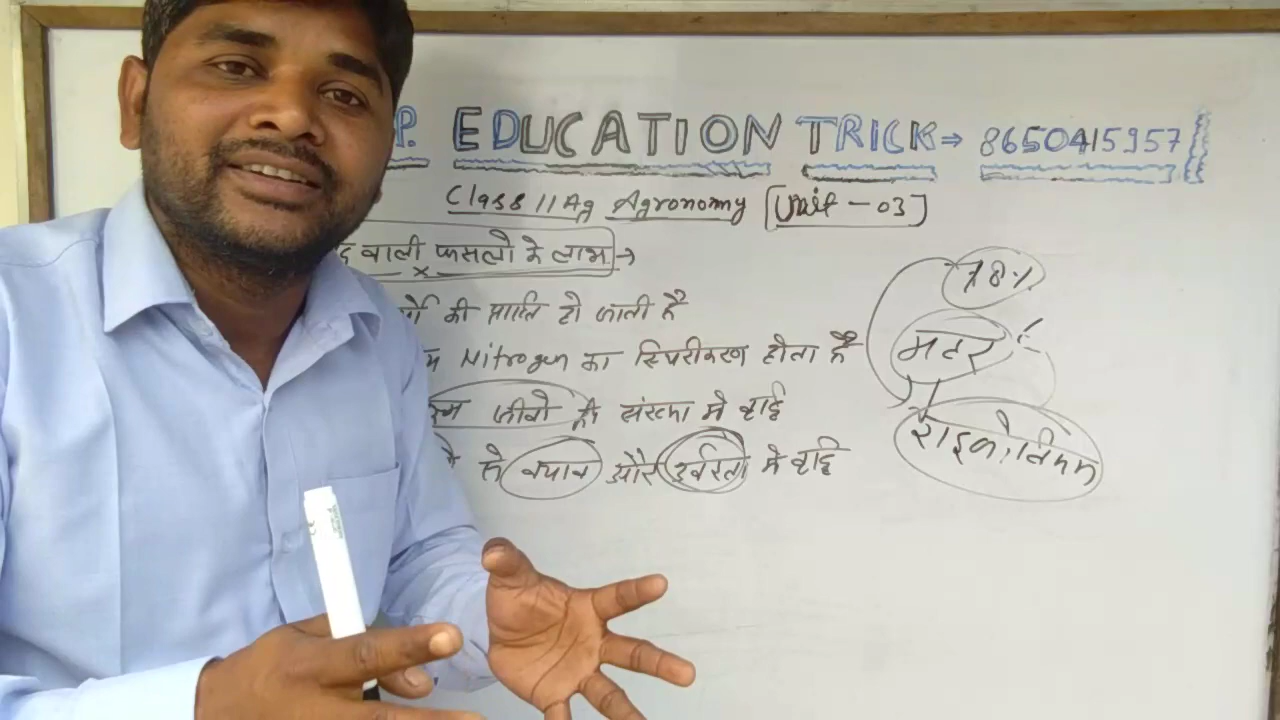 P. EDUCATION TRICK→ 8650415957
Class 11 Ag Agronomy [Unit - 03]
वाली फसलो के लाभ →
की प्राप्ति हो जाती है
Nitrogen का स्थिरीकरण होता है
जीवो की संख्या मे वृद्धि
से बचाव और उर्वरता मे वृद्धि
78%
मटर
राइजोबियम